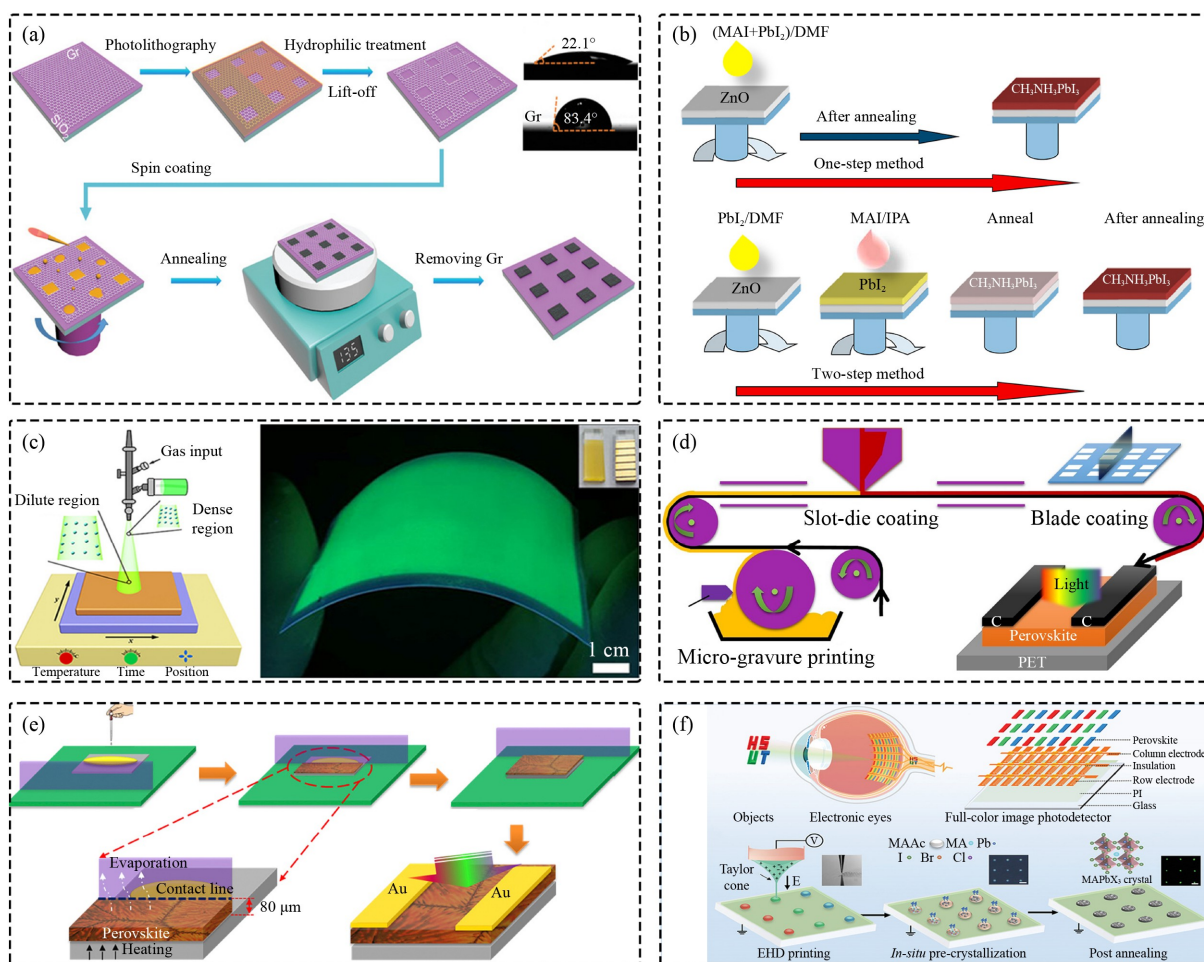 (a)
Gr
SiO₂
Photolithography
Hydrophilic treatment
Lift-off
22.1°
Gr
83.4°
Spin coating
Annealing
135
Removing Gr
(b)
(MAI+PbI₂)/DMF
ZnO
After annealing
CH₃NH₃PbI₃
One-step method
PbI₂/DMF
MAI/IPA
Anneal
After annealing
ZnO
PbI₂
CH₃NH₃PbI₃
CH₃NH₃PbI₃
Two-step method
(c)
Gas input
Dilute region
Dense
region
y
x
Temperature
Time
Position
1 cm
(d)
Slot-die coating
Blade coating
Micro-gravure printing
Light
C
C
Perovskite
PET
(e)
Evaporation
Contact line
80 μm
Perovskite
Heating
Au
Au
(f)
HS
UT
Objects
Electronic eyes
Full-color image photodetector
Perovskite
Column electrode
Insulation
Row electrode
PI
Glass
V
Taylor
cone
E
MAAc
MA
Pb
I
Br
Cl
MAPbX₃ crystal
EHD printing
In-situ pre-crystallization
Post annealing